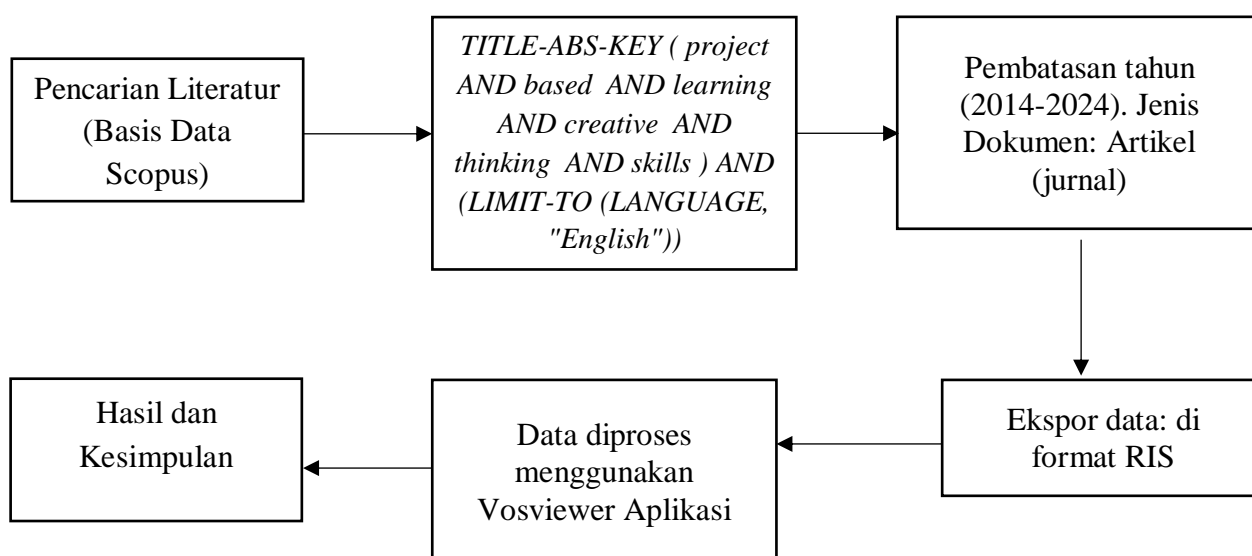 Pencarian Literatur
(Basis Data
Scopus)
TITLE-ABS-KEY ( project
AND based AND learning
AND creative AND
thinking AND skills ) AND
(LIMIT-TO (LANGUAGE,
"English"))
Pembatasan tahun
(2014-2024). Jenis
Dokumen: Artikel
(jurnal)
Ekspor data: di
format RIS
Data diproses
menggunakan
Vosviewer Aplikasi
Hasil dan
Kesimpulan